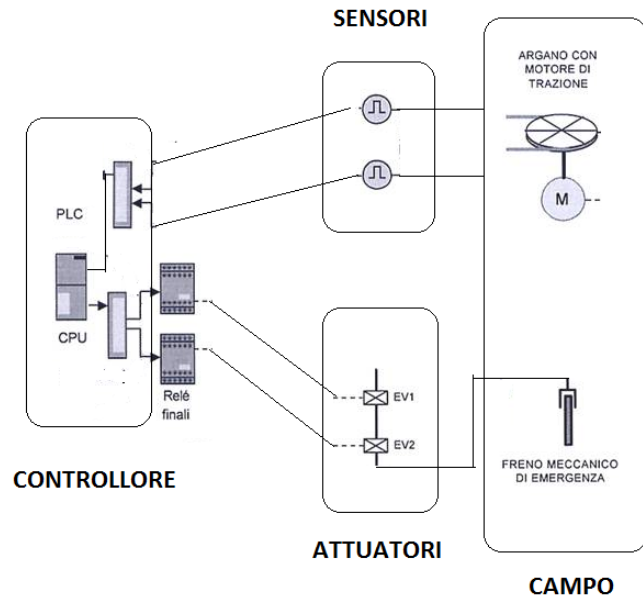 SENSORI
ARGANO CON
MOTORE DI
TRAZIONE
M
PLC
CPU
Relé
finali
CONTROLLORE
EV1
EV2
ATTUATORI
FRENO MECCANICO
DI EMERGENZA
CAMPO